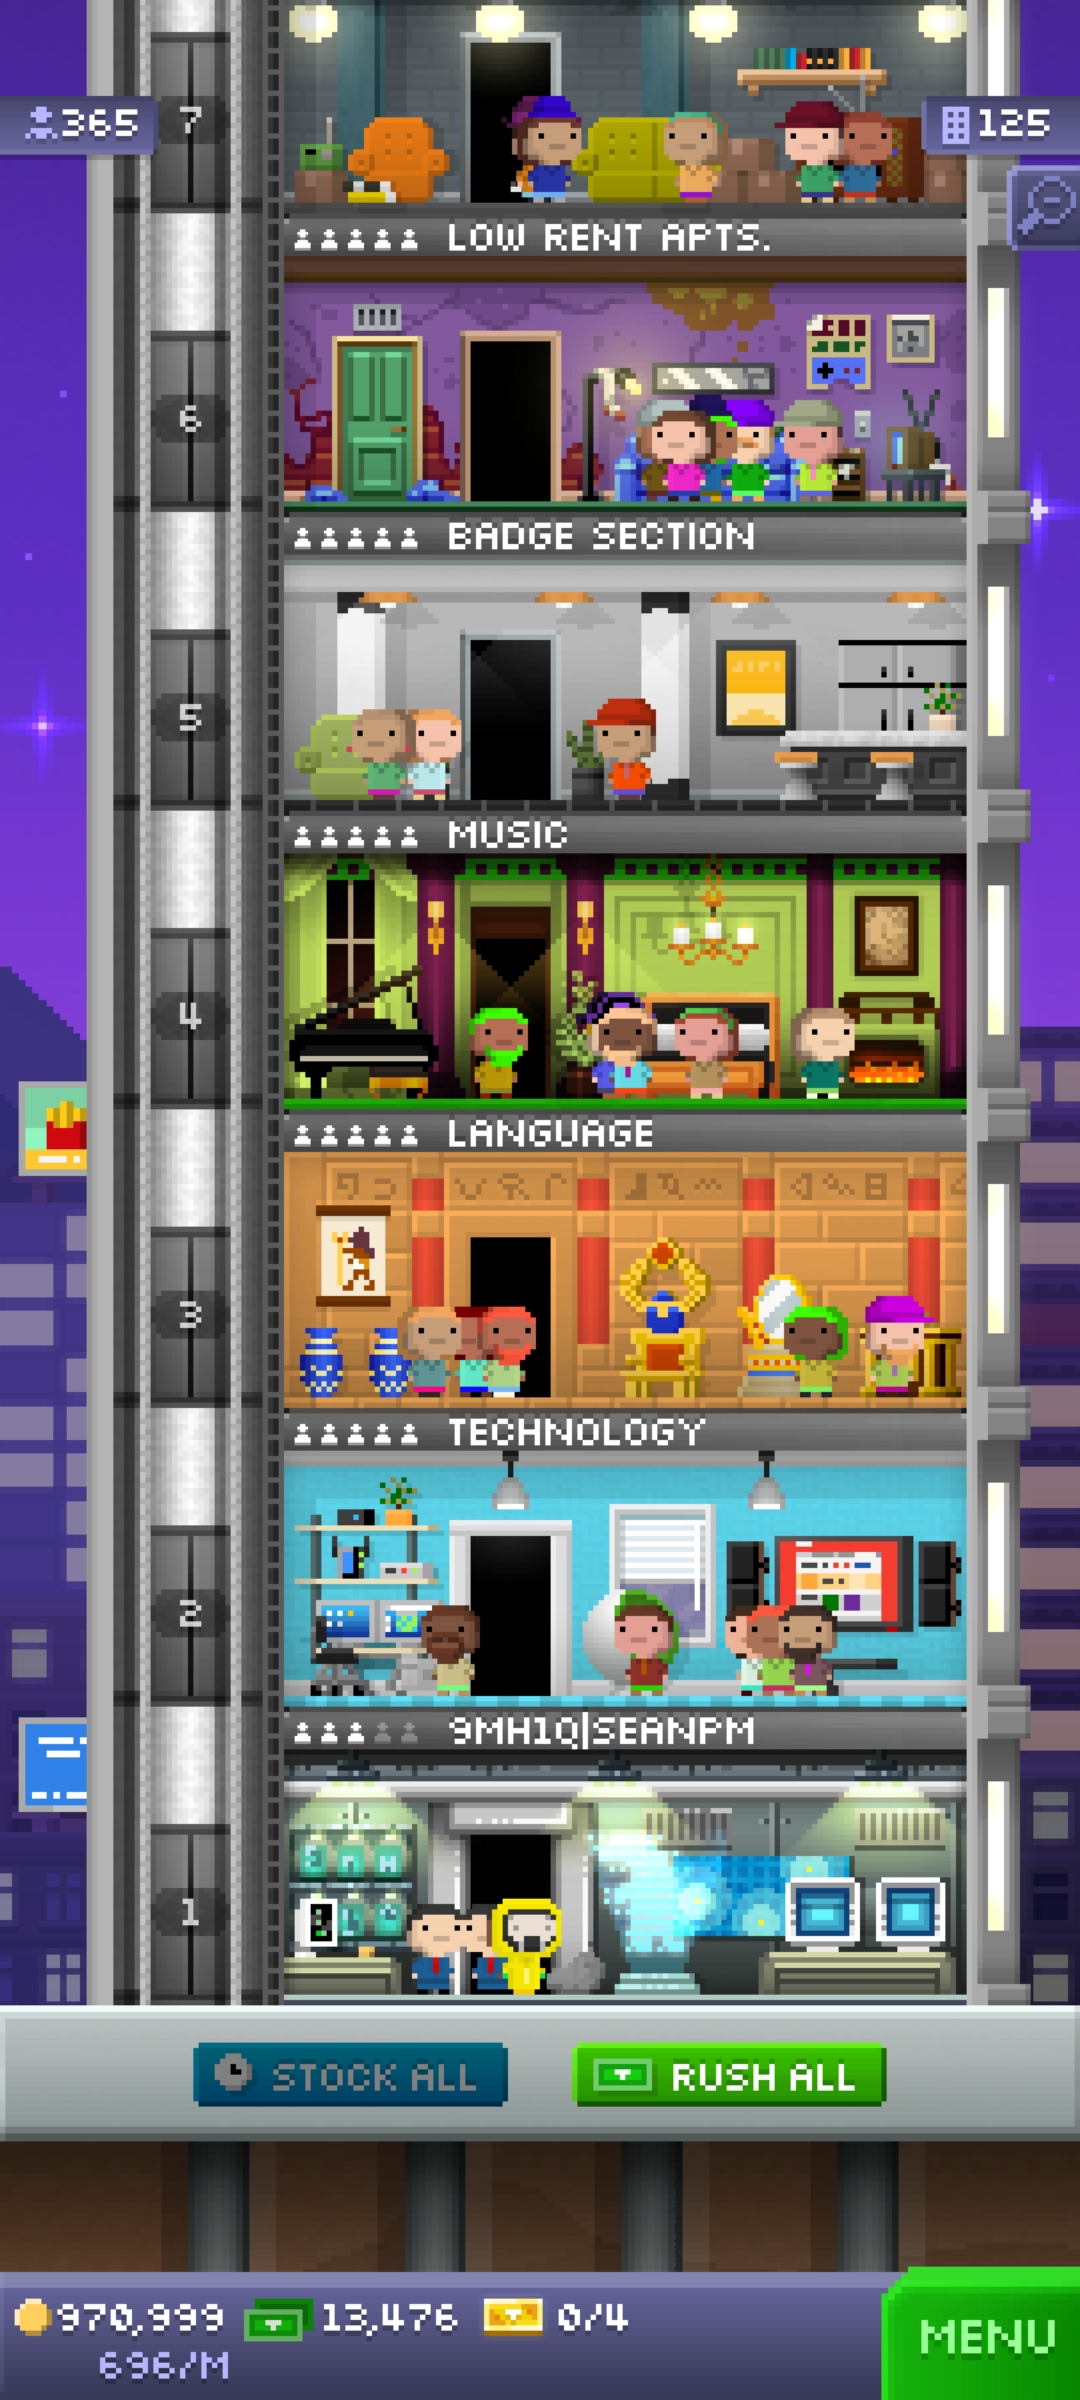 365
7
125
LOW RENT APTS.
6
BADGE SECTION
5
MUSIC
4
LANGUAGE
3
TECHNOLOGY
2
9MH1Q|SEANPM
1
STOCK ALL
RUSH ALL
970,999
13,476
0/4
696/M
MENU